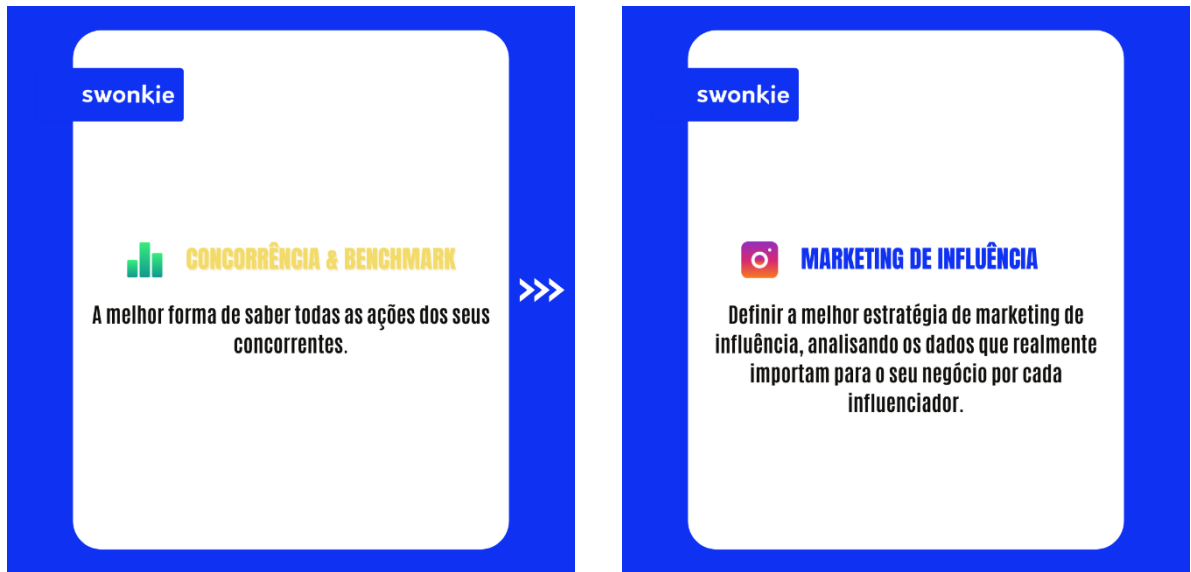 swonkie
CONCORRÊNCIA & BENCHMARK
A melhor forma de saber todas as ações dos seus
concorrentes.
swonkie
MARKETING DE INFLUÊNCIA
Definir a melhor estratégia de marketing de
influência, analisando os dados que realmente
importam para o seu negócio por cada
influenciador.